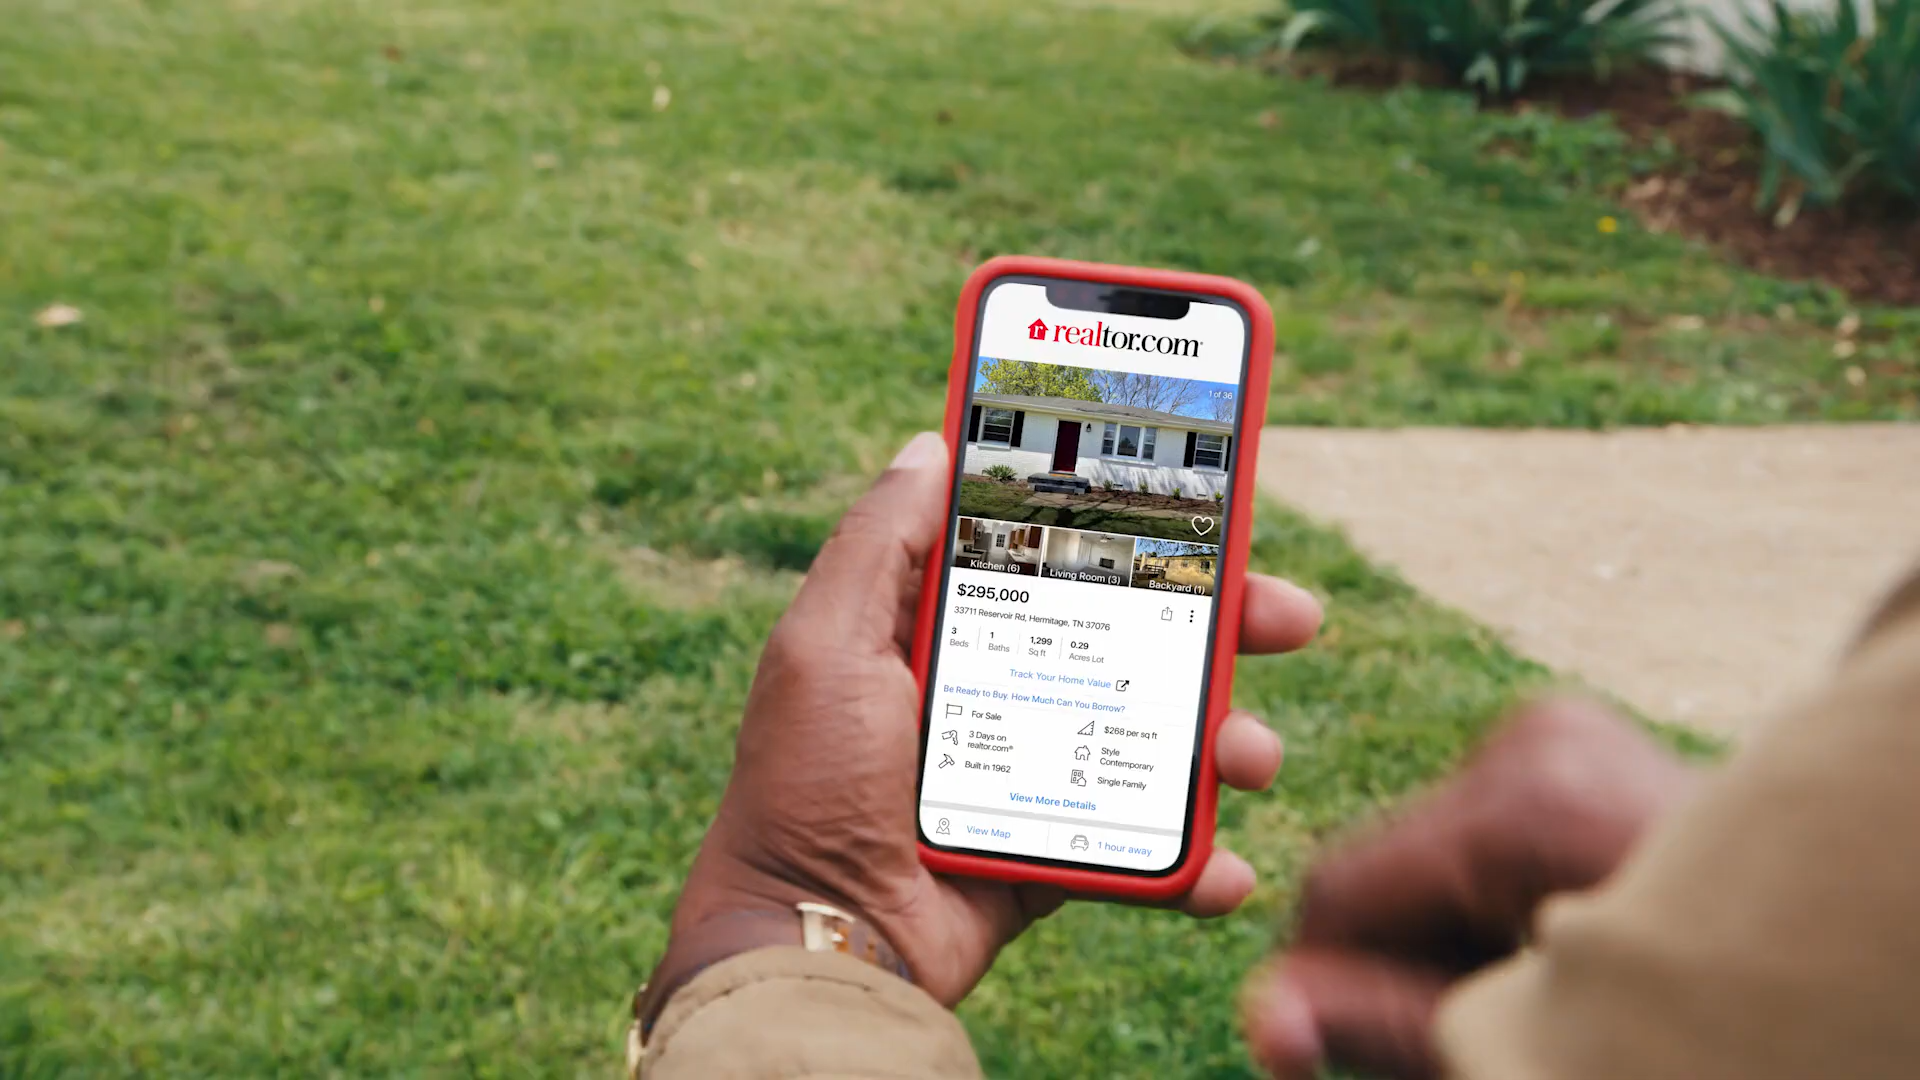 realtor.com®
1 of 36
Kitchen (6)
Living Room (3)
Backyard (1)
$295,000
33711 Reservoir Rd, Hermitage, TN 37076
3
Beds
1
Baths
1,299
Sq ft
0.29
Acres Lot
Track Your Home Value
Be Ready to Buy. How Much Can You Borrow?
For Sale
$268 per sq ft
3 Days on
realtor.com®
Style
Contemporary
Built in 1962
Single Family
View More Details
View Map
1 hour away